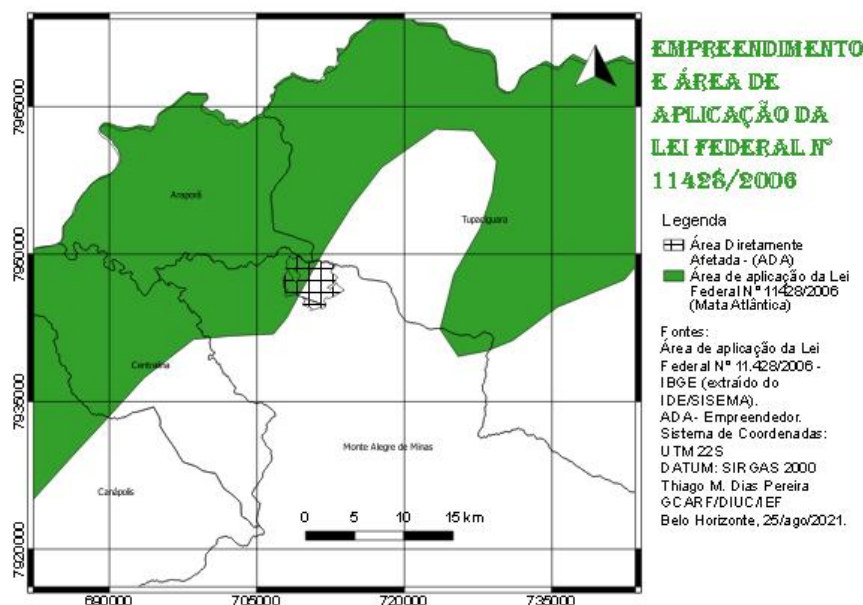 EMPREENDIMENTO
E ÁREA DE
APLICAÇÃO DA
LEI FEDERAL Nº
11428/2006
Legenda
Área Diretamente
Afetada - (ADA)
Área de aplicação da Lei
Federal Nº 11428/2006
(Mata Atlântica)
Fontes:
Área de aplicação da Lei
Federal Nº 11.428/2006 -
IBGE (extraído do
IDE/SISEMA).
ADA- Empreendedor.
Sistema de Coordenadas:
UTM 22S
DATUM: SIRGAS 2000
Thiago M. Dias Pereira
GCARF/DIUC/IEF
Belo Horizonte, 25/ago/2021.
Araporã
Tupaciguara
Centralina
Monte Alegre de Minas
Canápolis
0 5 10 15 km
7965000
7950000
7935000
7920000
690000 705000 720000 735000